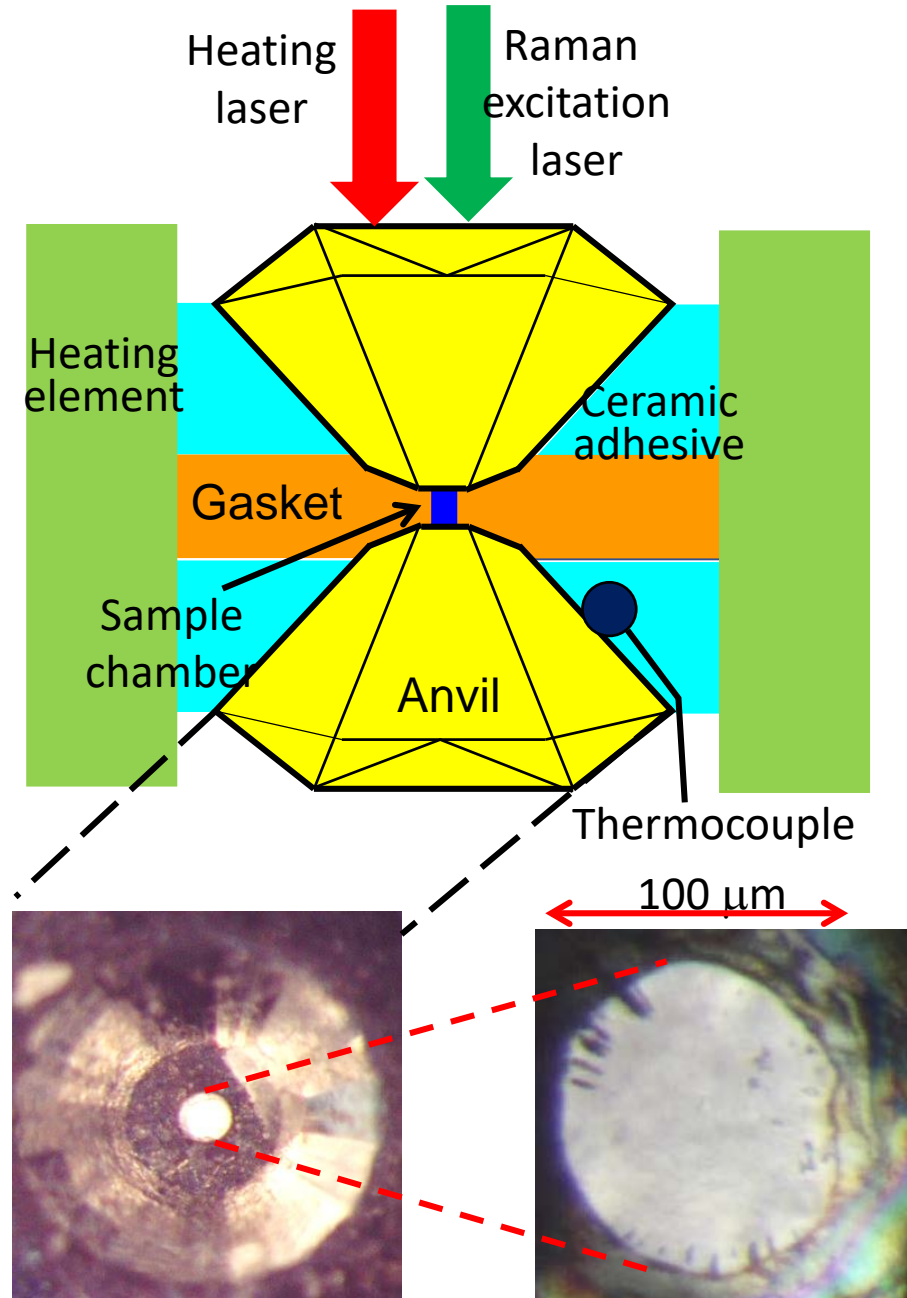 Heating
laser
Raman
excitation
laser
Heating
element
Ceramic
adhesive
Gasket
Sample
chamber
Anvil
Thermocouple
100 μm